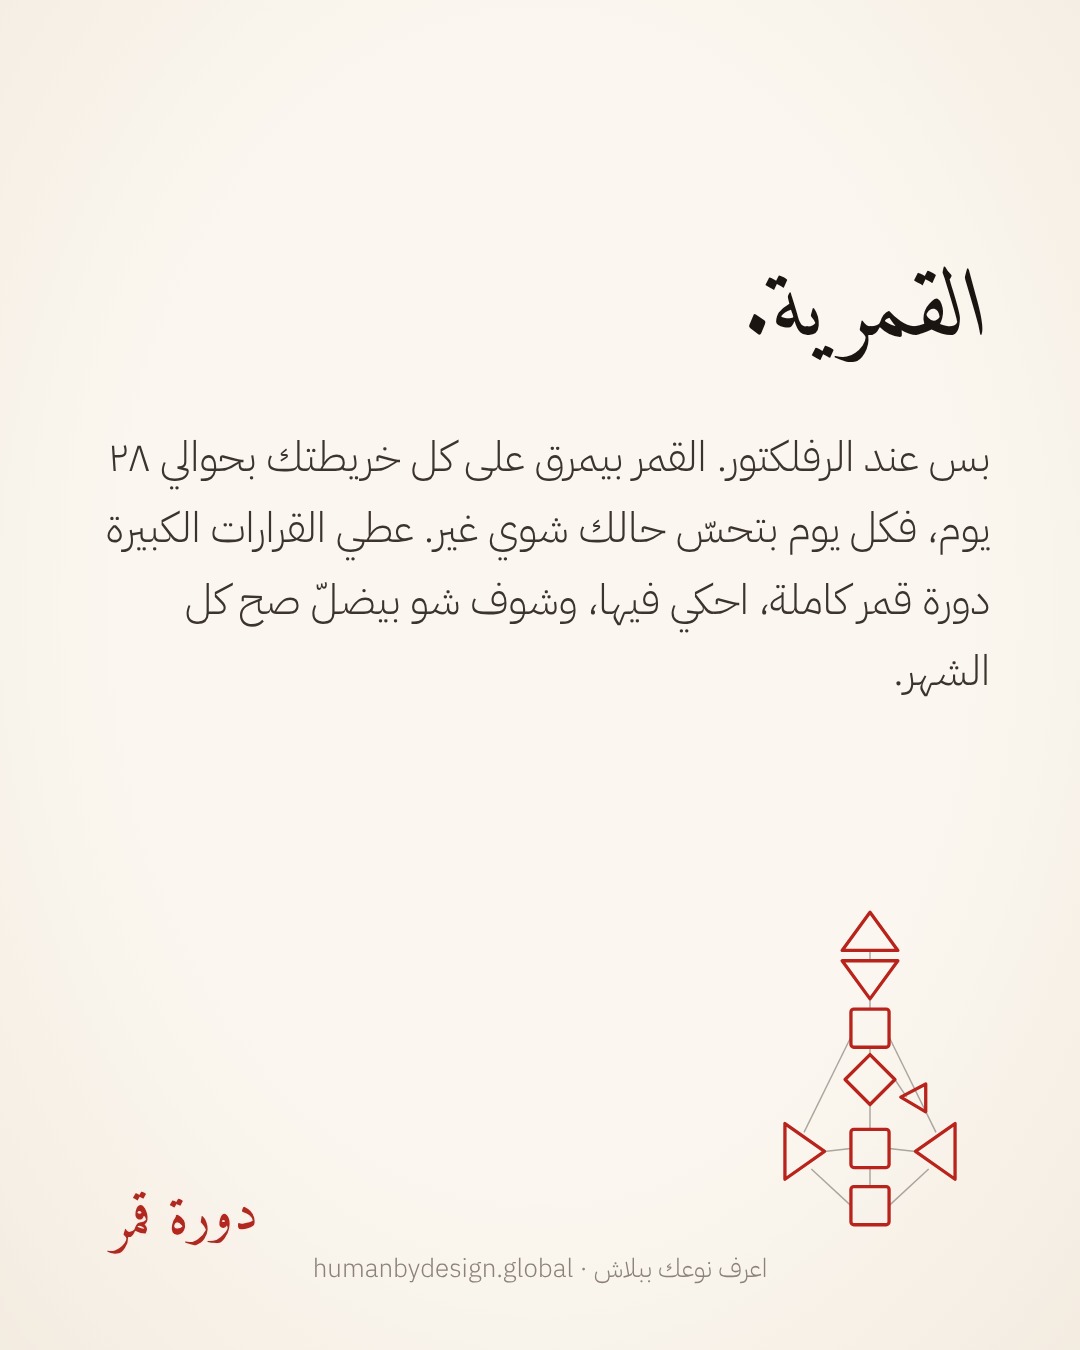 القمرية.
بس عند الرفلكتور. القمر بيمرق على كل خريطتك بحوالي ٢٨
يوم، فكل يوم بتحسّ حالك شوي غير. عطي القرارات الكبيرة
دورة قمر كاملة، احكي فيها، وشوف شو بيضلّ صح كل
الشهر.
دورة قمر
اعرف نوعك ببلاش · humanbydesign.global